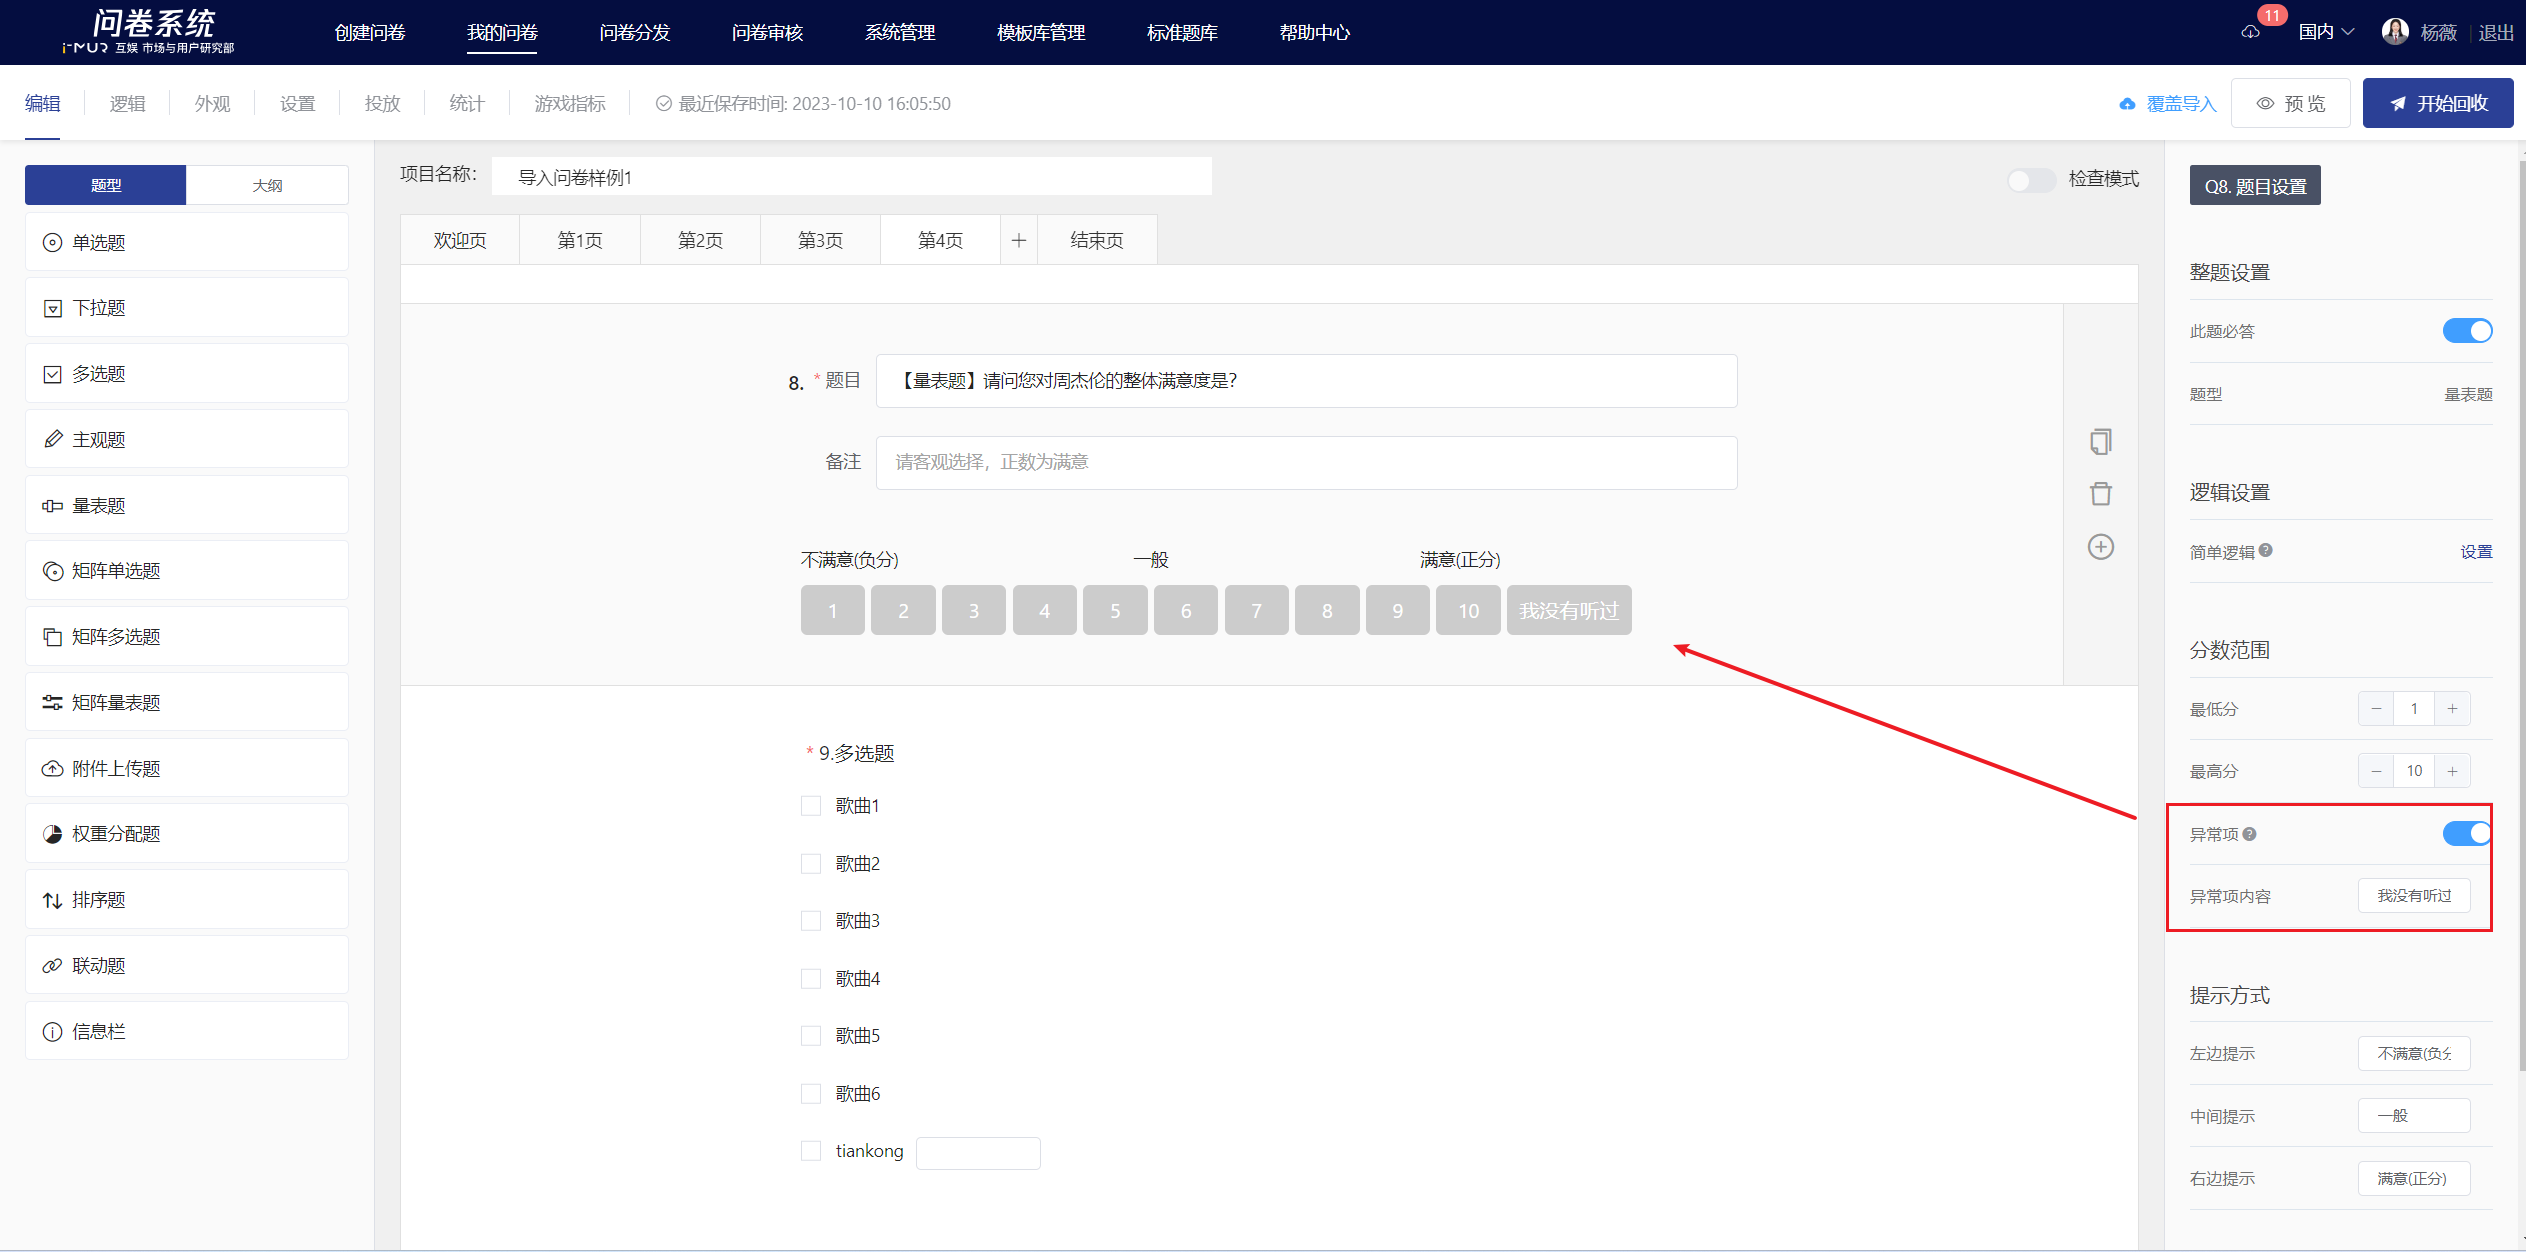 问卷系统
i-MUR 互娱 市场与用户研究部
创建问卷
我的问卷
问卷分发
问卷审核
系统管理
模板库管理
标准题库
帮助中心
11
国内
杨薇
退出
编辑
逻辑
外观
设置
投放
统计
游戏指标
最近保存时间: 2023-10-10 16:05:50
覆盖导入
预 览
开始回收
题型
大纲
单选题
下拉题
多选题
主观题
量表题
矩阵单选题
矩阵多选题
矩阵量表题
附件上传题
权重分配题
排序题
联动题
信息栏
项目名称:
导入问卷样例1
检查模式
欢迎页
第1页
第2页
第3页
第4页
结束页
8. * 题目
【量表题】请问您对周杰伦的整体满意度是?
备注
请客观选择，正数为满意
不满意(负分)
一般
满意(正分)
1 2 3 4 5 6 7 8 9 10 我没有听过
* 9.多选题
歌曲1
歌曲2
歌曲3
歌曲4
歌曲5
歌曲6
tiankong
Q8. 题目设置
整题设置
此题必答
题型 量表题
逻辑设置
简单逻辑 设置
分数范围
最低分 1
最高分 10
异常项
异常项内容 我没有听过
提示方式
左边提示 不满意(负分
中间提示 一般
右边提示 满意(正分)